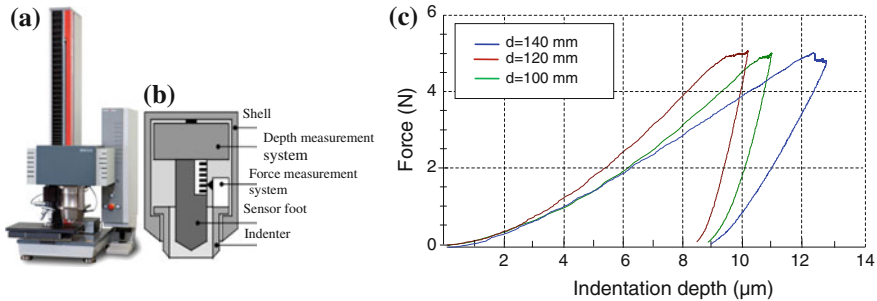 (a)
(b)
Shell
Depth measurement
system
Force measurement
system
Sensor foot
Indenter
(c)
6
4
2
0
Force (N)
d=140 mm
d=120 mm
d=100 mm
2 4 6 8 10 12 14
Indentation depth (µm)